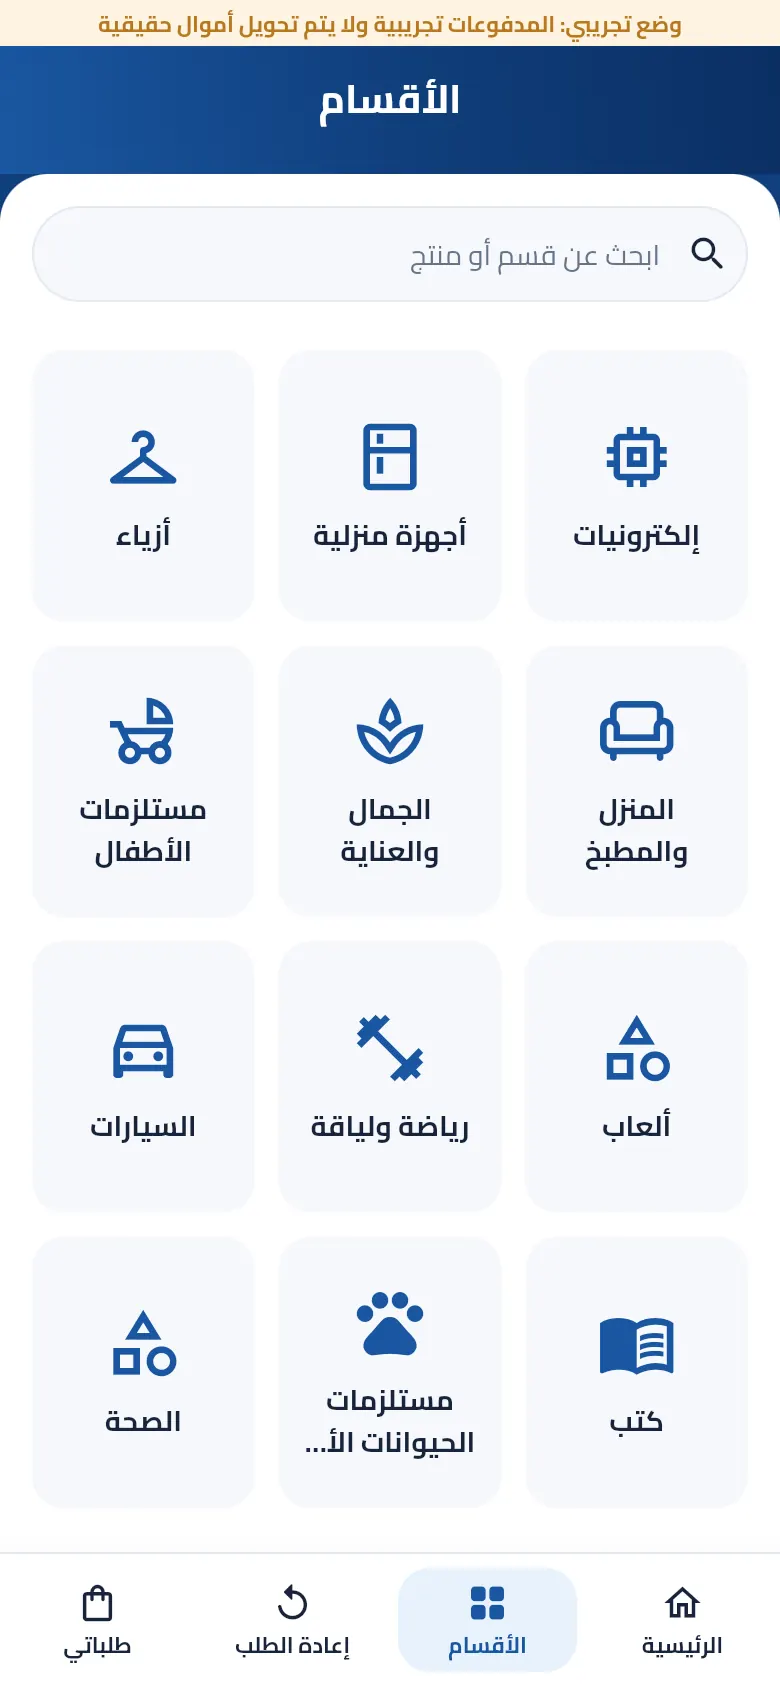 وضع تجريبي: المدفوعات تجريبية ولا يتم تحويل أموال حقيقية
الأقسام
ابحث عن قسم أو منتج
إلكترونيات
أجهزة منزلية
أزياء
المنزل
والمطبخ
الجمال
والعناية
مستلزمات
الأطفال
ألعاب
رياضة ولياقة
السيارات
كتب
مستلزمات
الحيوانات الأ...
الصحة
الرئيسية
الأقسام
إعادة الطلب
طلباتي